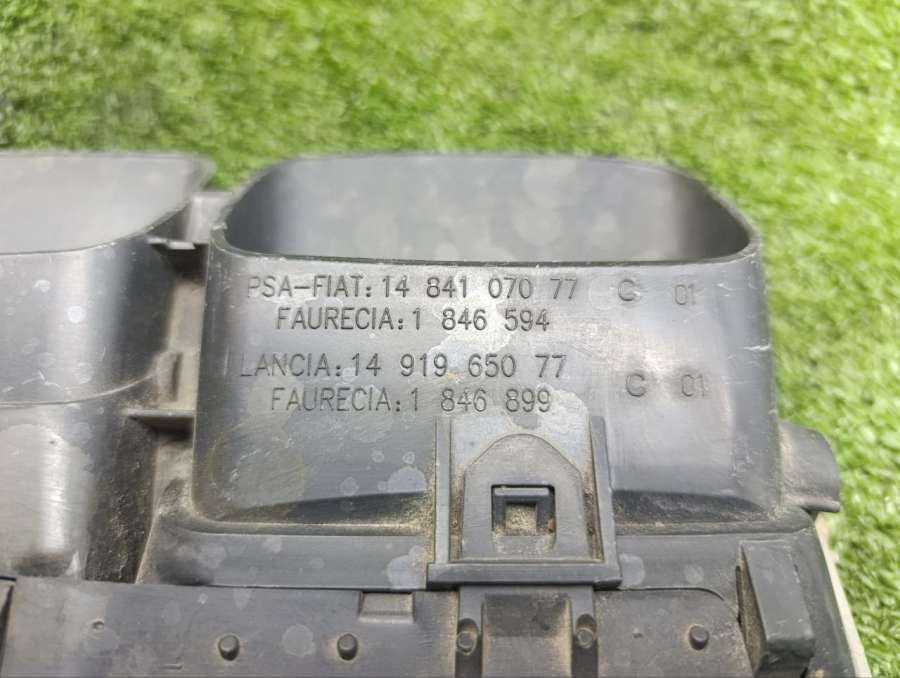 PSA-FIAT: 14 841 070 77 C 01
FAURECIA: 1 846 594
LANCIA: 14 919 650 77 C 01
FAURECIA: 1 846 899